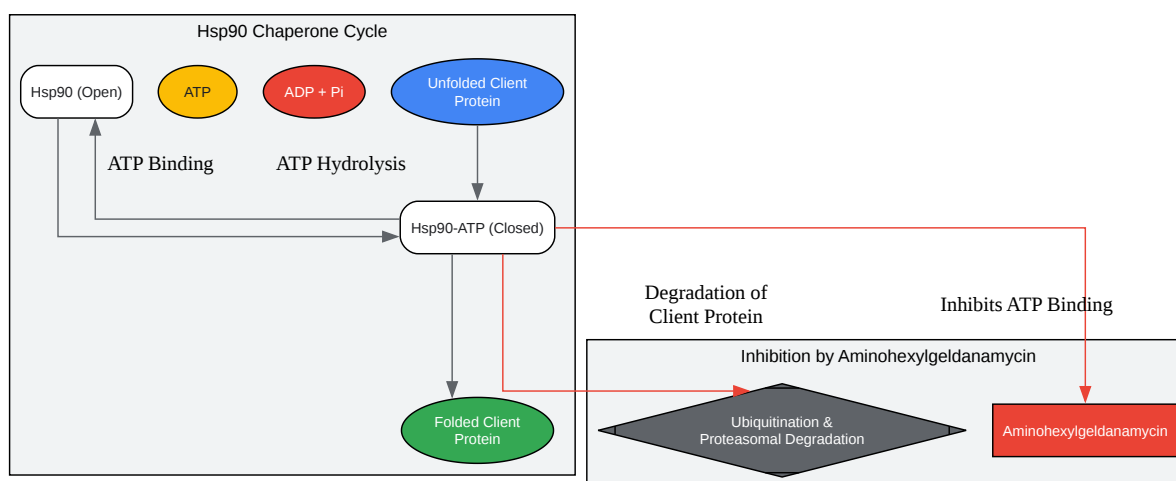 Hsp90 Chaperone Cycle
Hsp90 (Open)
ATP
ADP + Pi
Unfolded Client
Protein
ATP Binding
ATP Hydrolysis
Hsp90-ATP (Closed)
Degradation of
Client Protein
Inhibits ATP Binding
Inhibition by Aminohexylgeldanamycin
Folded Client
Protein
Ubiquitination &
Proteasomal Degradation
Aminohexylgeldanamycin